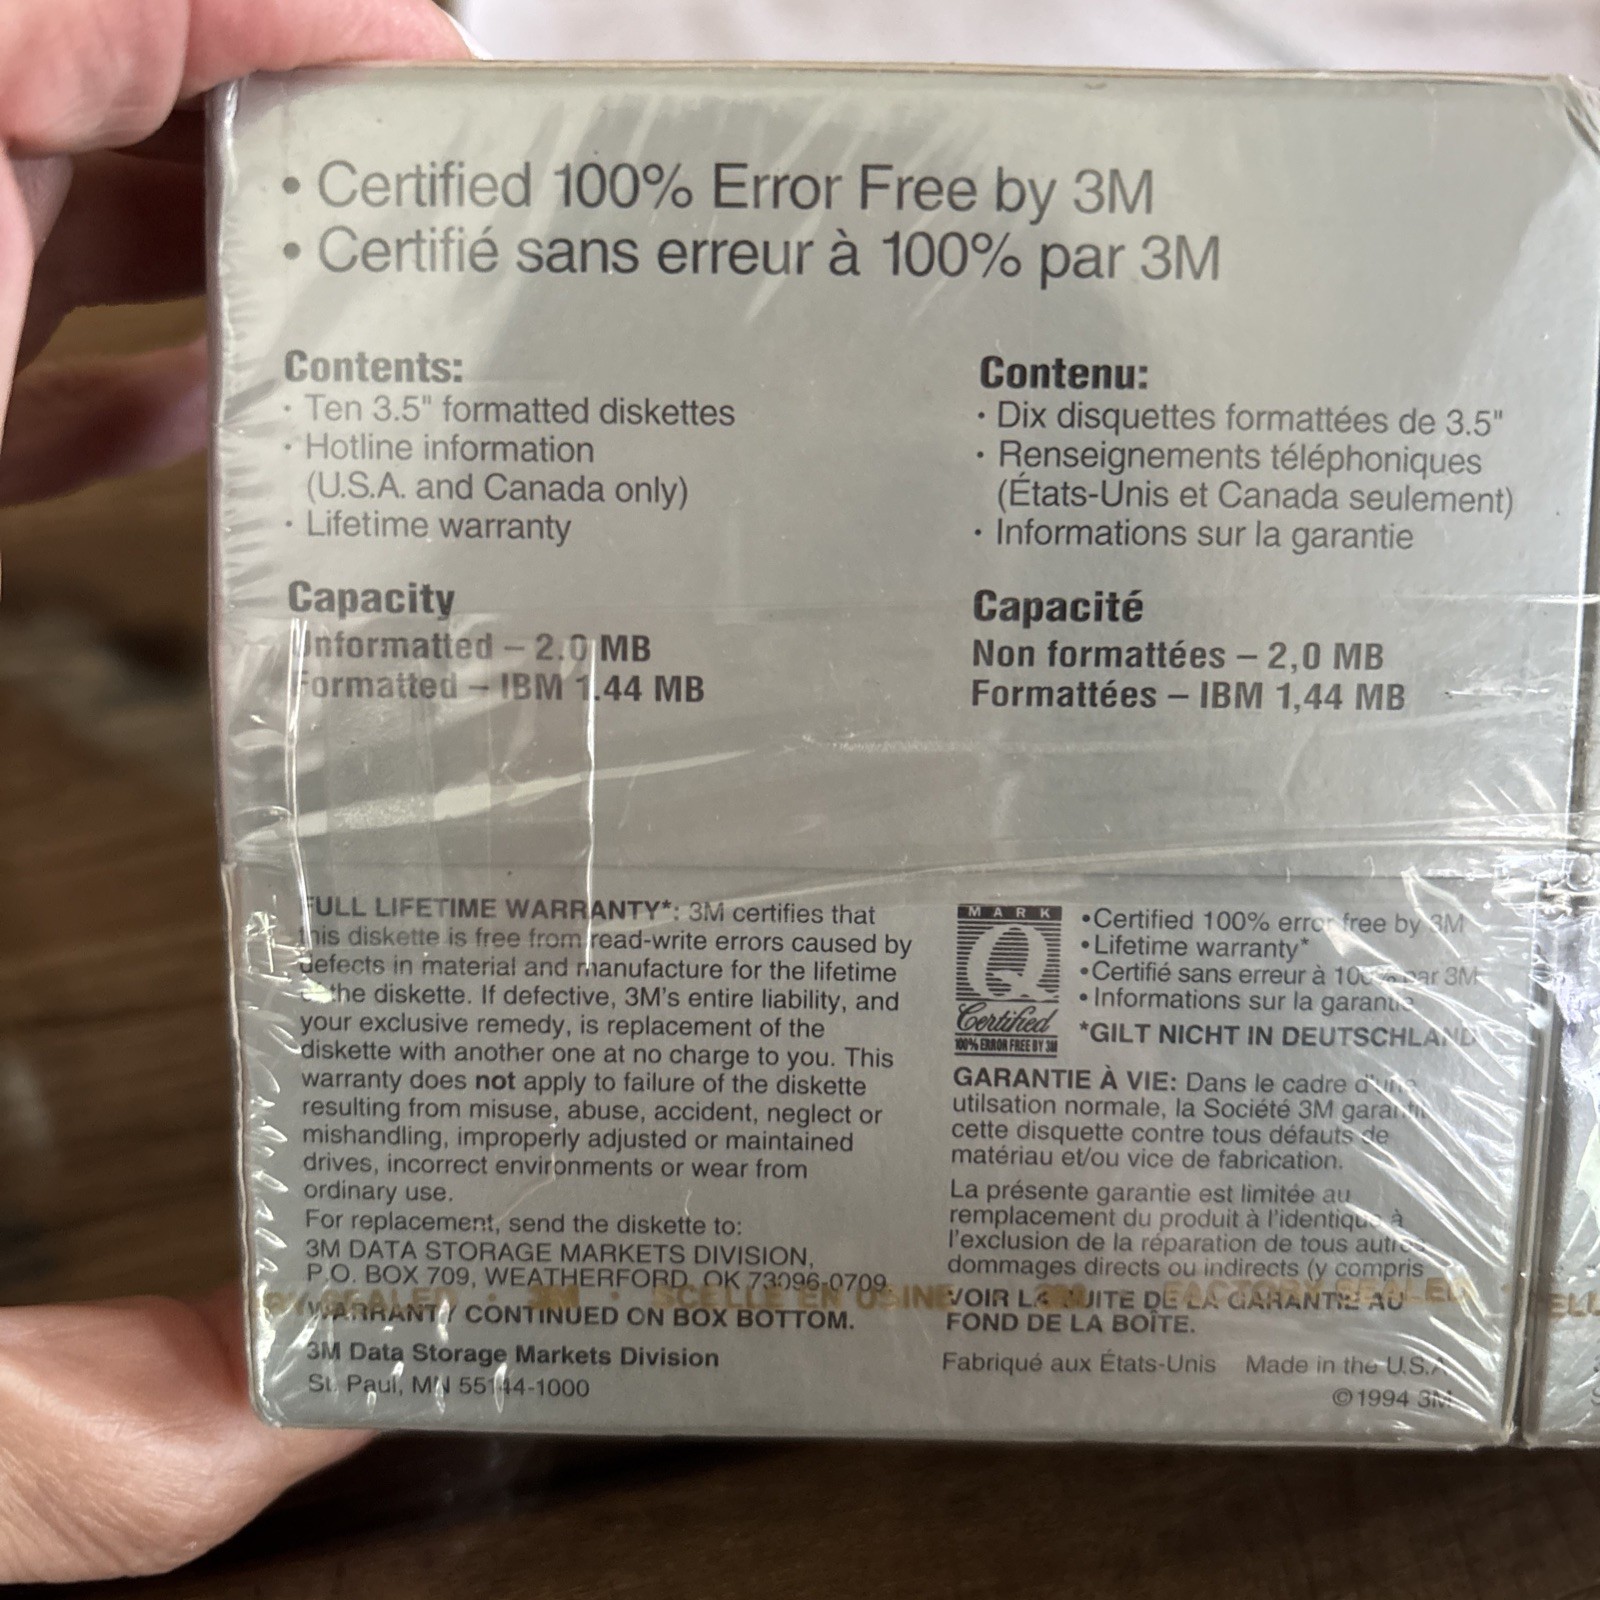 • Certified 100% Error Free by 3M
• Certifié sans erreur à 100% par 3M
Contents:
· Ten 3.5" formatted diskettes
· Hotline information
(U.S.A. and Canada only)
· Lifetime warranty
Capacity
Unformatted – 2.0 MB
Formatted – IBM 1.44 MB
Contenu:
· Dix disquettes formattées de 3.5"
· Renseignements téléphoniques
(États-Unis et Canada seulement)
· Informations sur la garantie
Capacité
Non formattées – 2,0 MB
Formattées – IBM 1,44 MB
FULL LIFETIME WARRANTY*: 3M certifies that
this diskette is free from read-write errors caused by
defects in material and manufacture for the lifetime
of the diskette. If defective, 3M's entire liability, and
your exclusive remedy, is replacement of the
diskette with another one at no charge to you. This
warranty does not apply to failure of the diskette
resulting from misuse, abuse, accident, neglect or
mishandling, improperly adjusted or maintained
drives, incorrect environments or wear from
ordinary use.
For replacement, send the diskette to:
3M DATA STORAGE MARKETS DIVISION,
P.O. BOX 709, WEATHERFORD, OK 73096-0709
WARRANTY CONTINUED ON BOX BOTTOM.
3M Data Storage Markets Division
St. Paul, MN 55144-1000
MARK
Q
Certified
100% ERROR FREE BY 3M
• Certified 100% error free by 3M
• Lifetime warranty*
• Certifié sans erreur à 100% par 3M
• Informations sur la garantie
*GILT NICHT IN DEUTSCHLAND
GARANTIE À VIE: Dans le cadre d'une
utilsation normale, la Société 3M garantit
cette disquette contre tous défauts de
matériau et/ou vice de fabrication.
La présente garantie est limitée au
remplacement du produit à l'identique à
l'exclusion de la réparation de tous autres
dommages directs ou indirects (y compris
VOIR LA SUITE DE LA GARANTIE AU
FOND DE LA BOÎTE.
Fabriqué aux États-Unis Made in the U.S.A.
©1994 3M
SEALED · 3M · SCELLÉ EN USINE 3M FACTORY SEALED